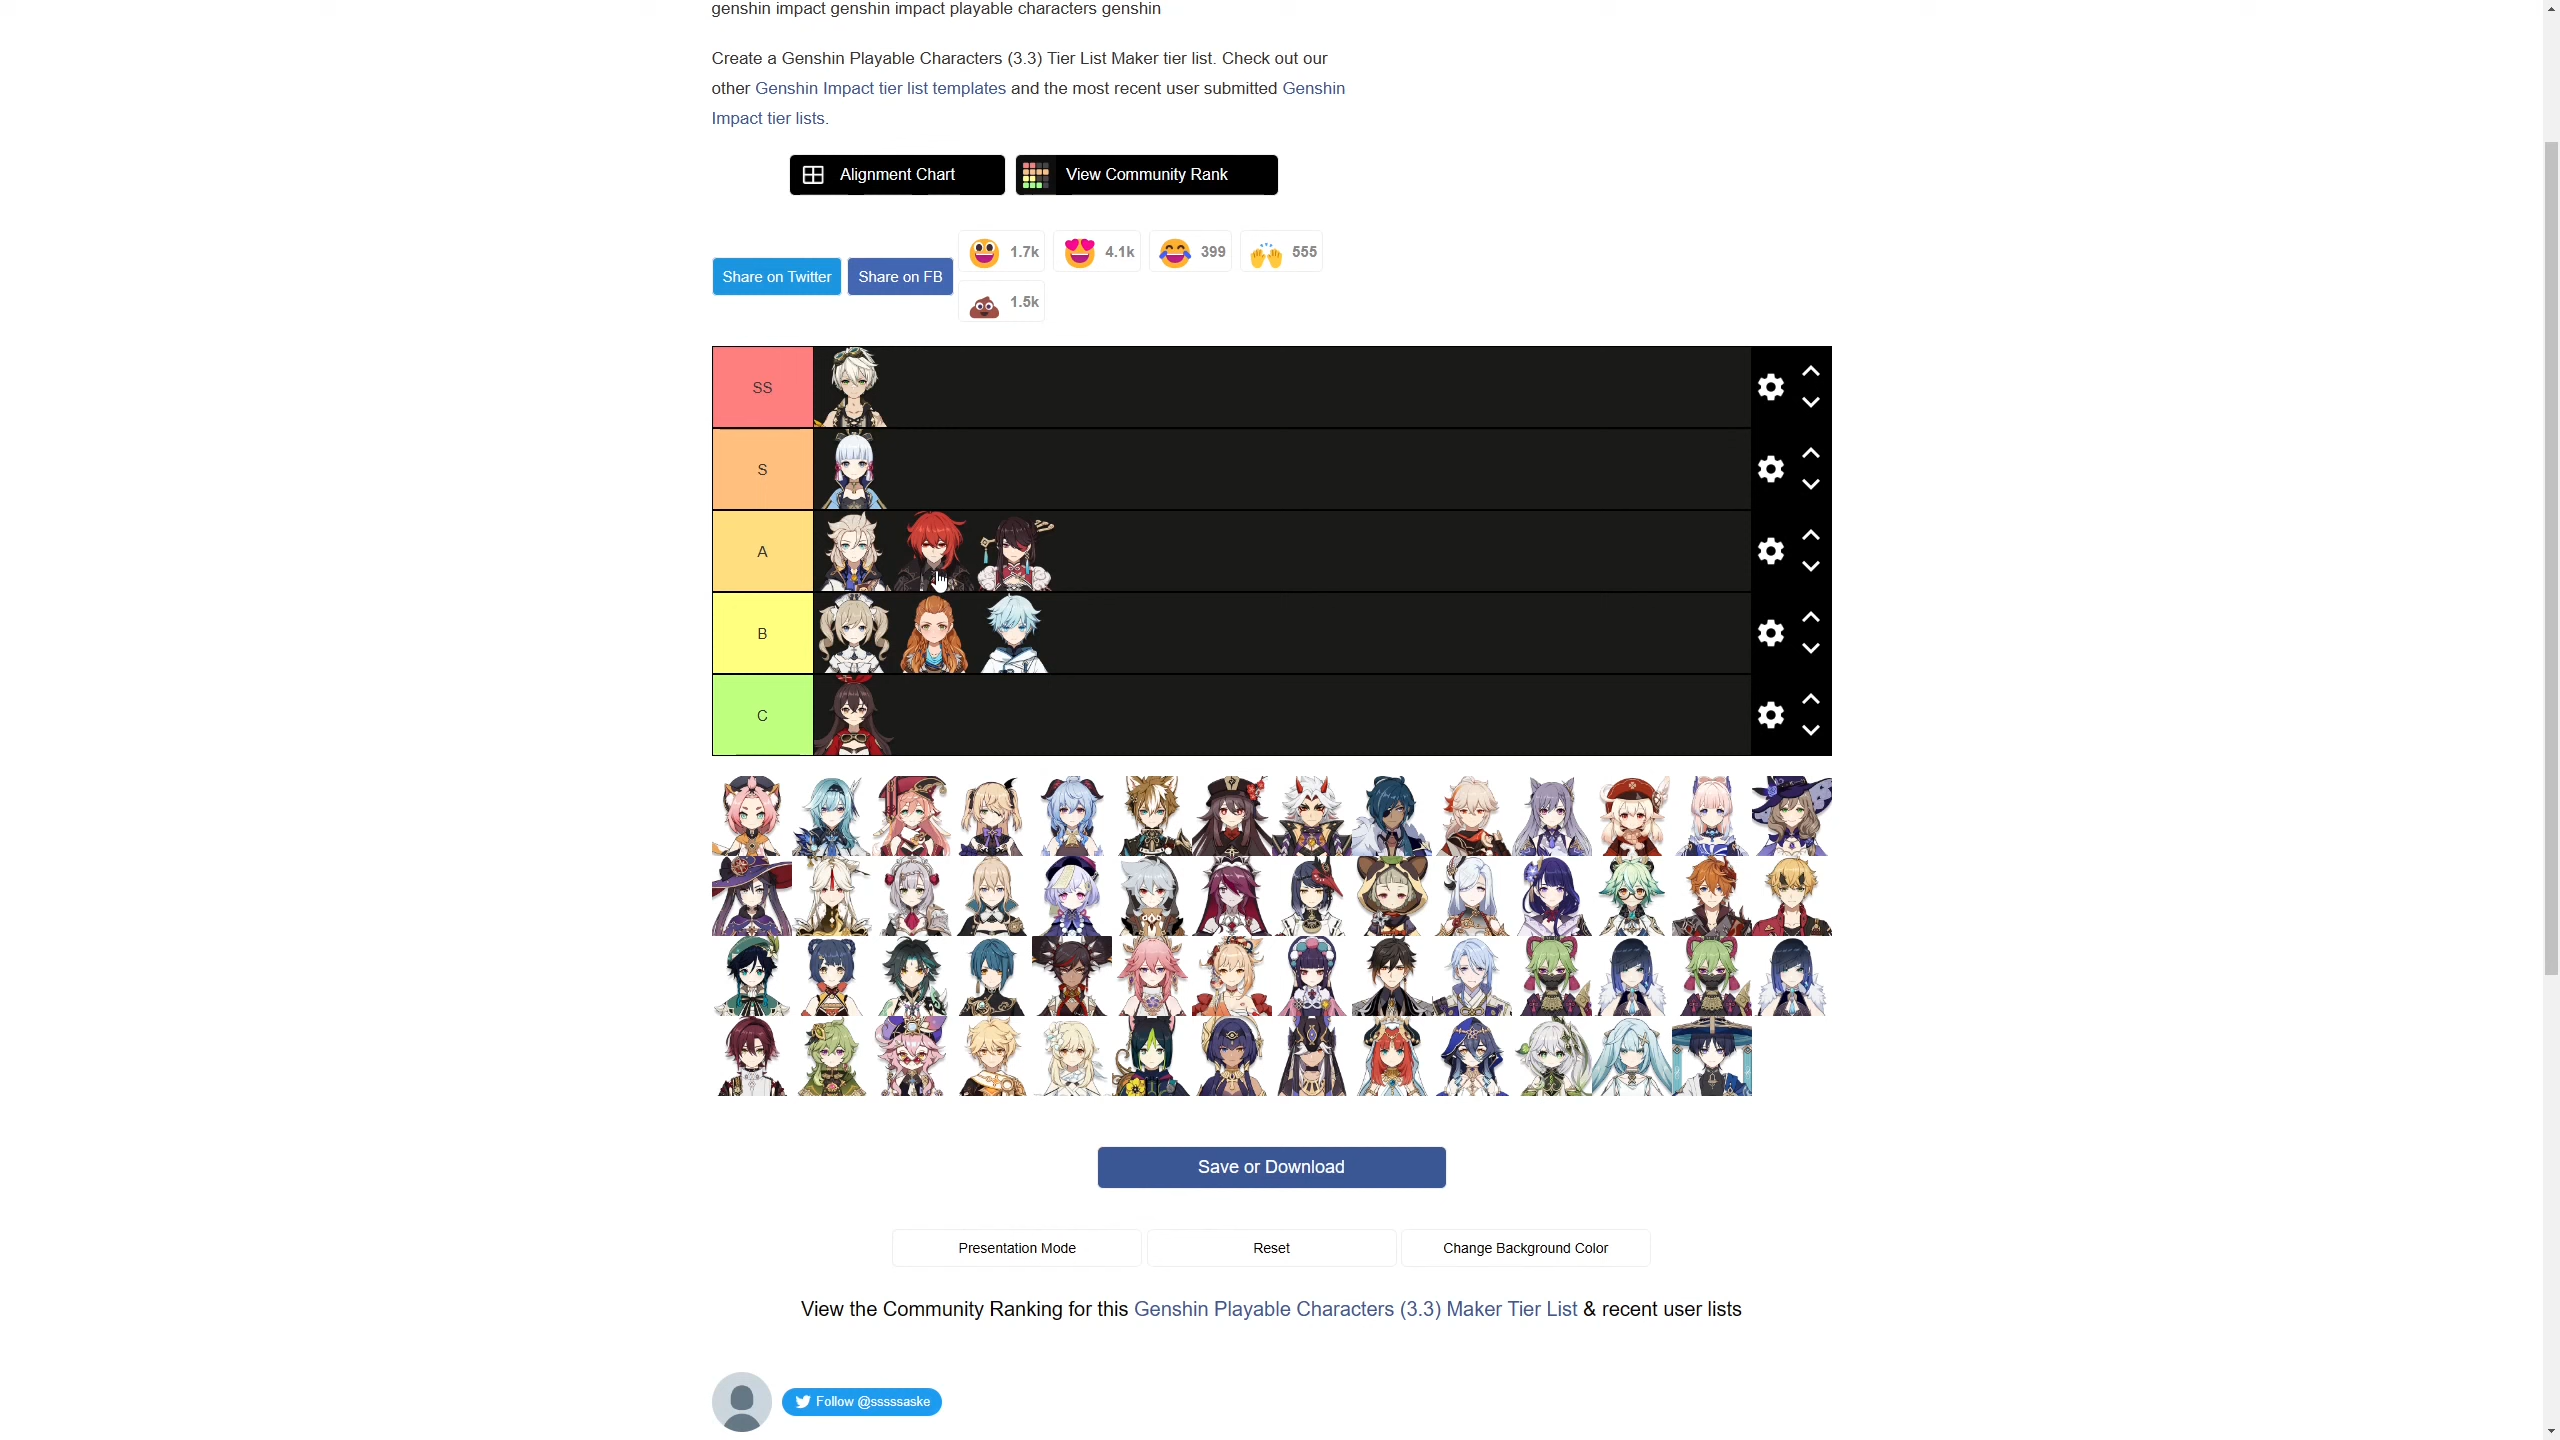 genshin impact genshin impact playable characters genshin
Create a Genshin Playable Characters (3.3) Tier List Maker tier list. Check out our
other Genshin Impact tier list templates and the most recent user submitted Genshin
Impact tier lists.
Alignment Chart
View Community Rank
Share on Twitter
Share on FB
1.7k
4.1k
399
555
1.5k
SS
S
A
B
C
Save or Download
Presentation Mode
Reset
Change Background Color
View the Community Ranking for this Genshin Playable Characters (3.3) Maker Tier List & recent user lists
Follow @sssssaske